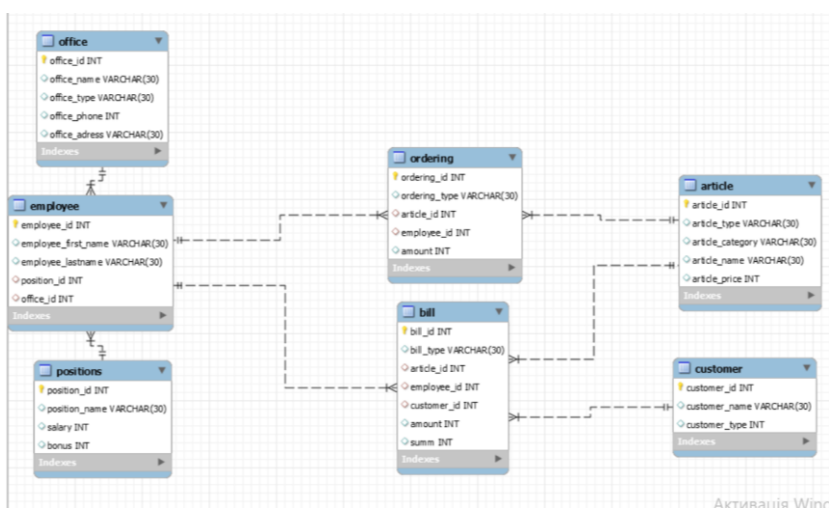 office
office_id INT
office_name VARCHAR(30)
office_type VARCHAR(30)
office_phone INT
office_adress VARCHAR(30)
Indexes
employee
employee_id INT
employee_first_name VARCHAR(30)
employee_lastname VARCHAR(30)
position_id INT
office_id INT
Indexes
positions
position_id INT
position_name VARCHAR(30)
salary INT
bonus INT
Indexes
ordering
ordering_id INT
ordering_type VARCHAR(30)
article_id INT
employee_id INT
amount INT
Indexes
bill
bill_id INT
bill_type VARCHAR(30)
article_id INT
employee_id INT
customer_id INT
amount INT
summ INT
Indexes
article
article_id INT
article_type VARCHAR(30)
article_category VARCHAR(30)
article_name VARCHAR(30)
article_price INT
Indexes
customer
customer_id INT
customer_name VARCHAR(30)
customer_type INT
Indexes
Активація Wind